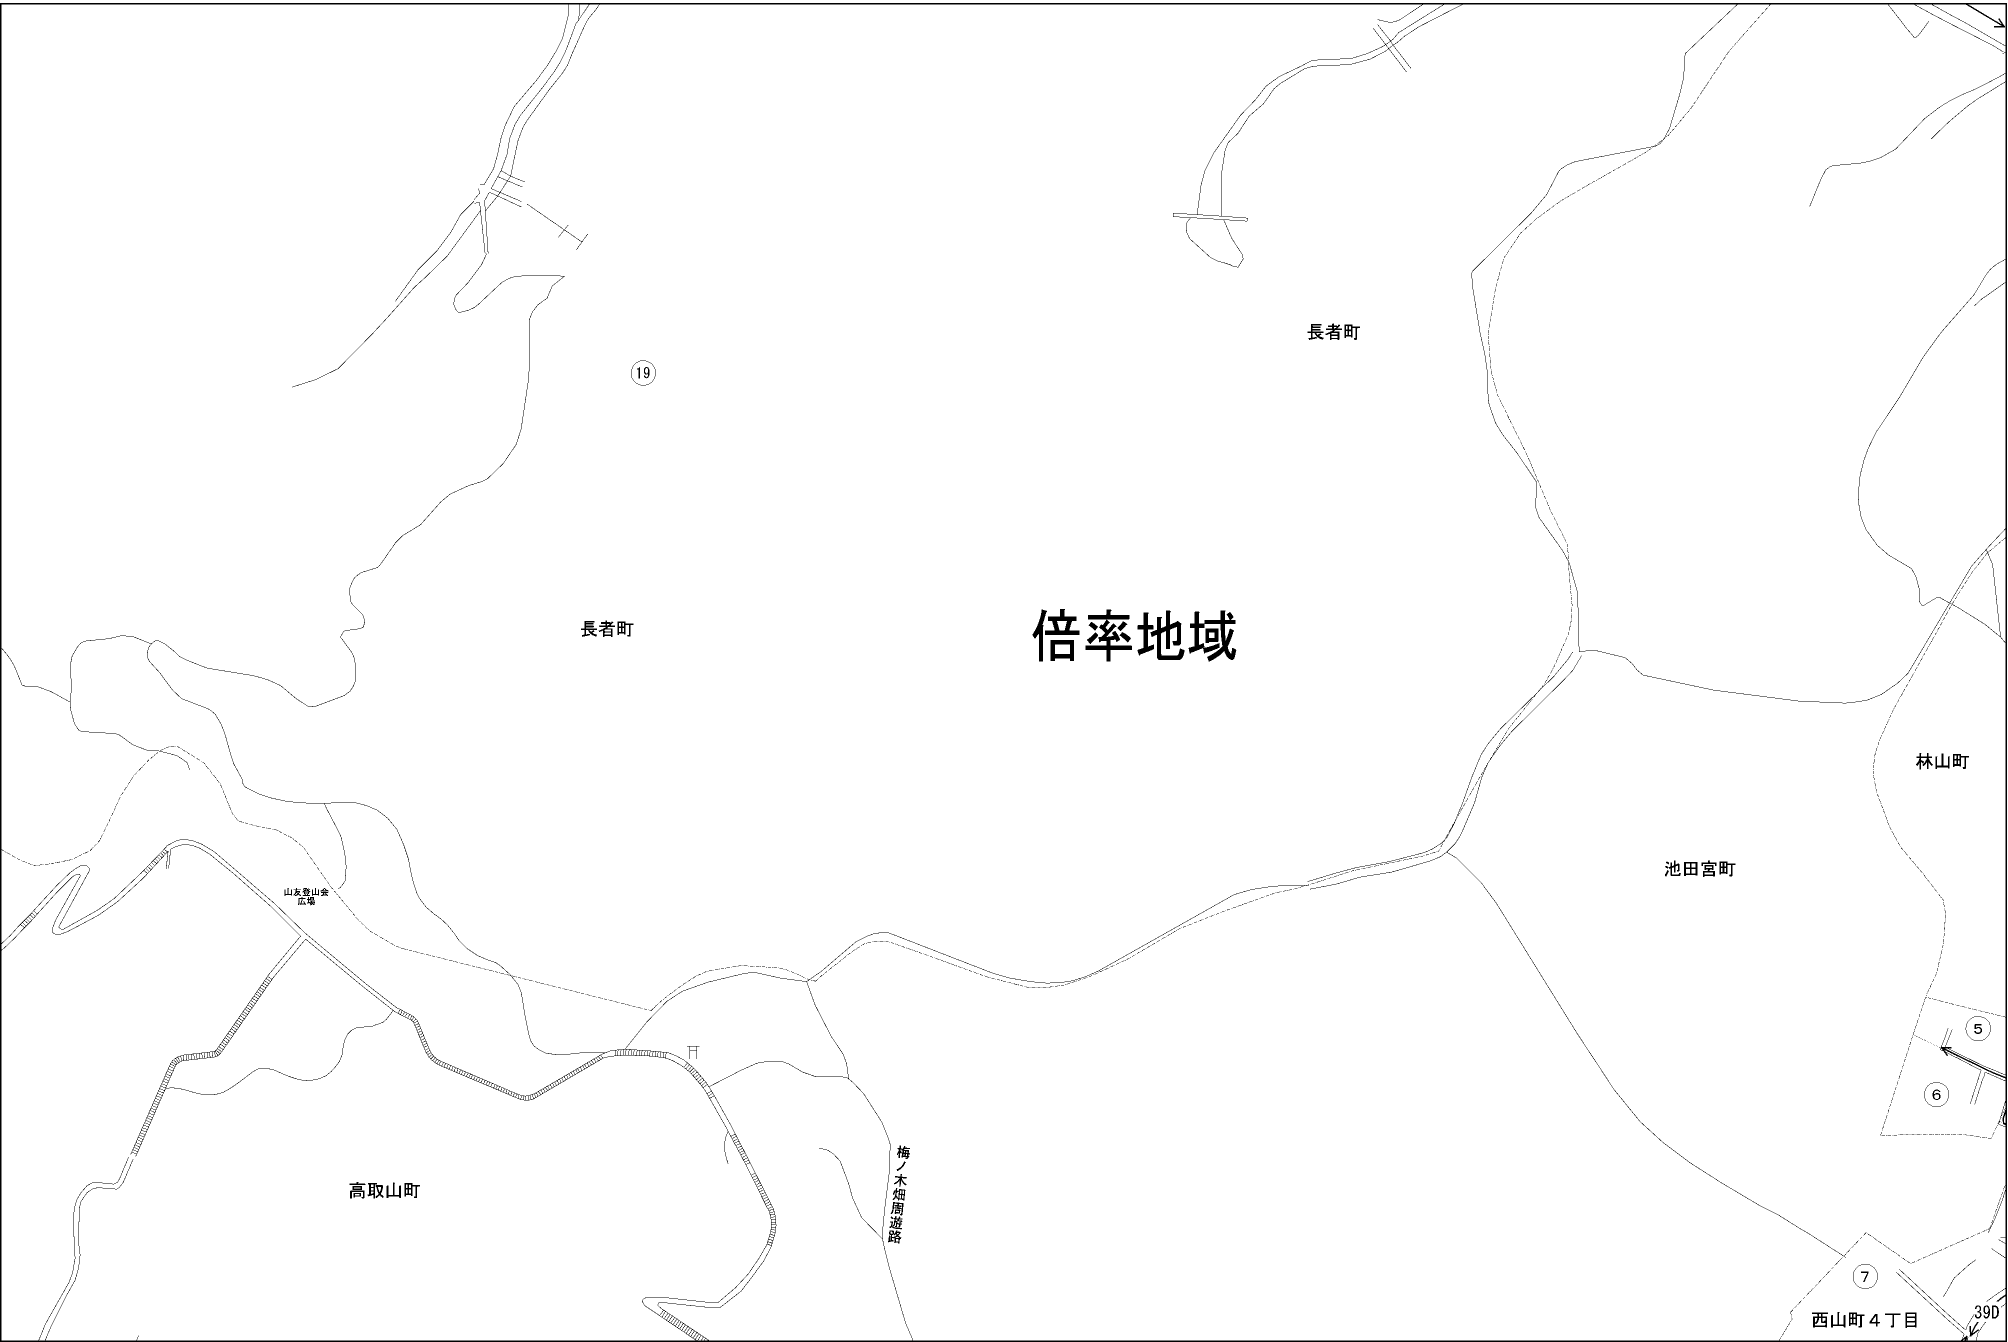 長者町
19
長者町
倍率地域
林山町
池田宮町
山友登山会
広場
5
6
梅ノ木畑周遊路
高取山町
7
西山町4丁目
39D